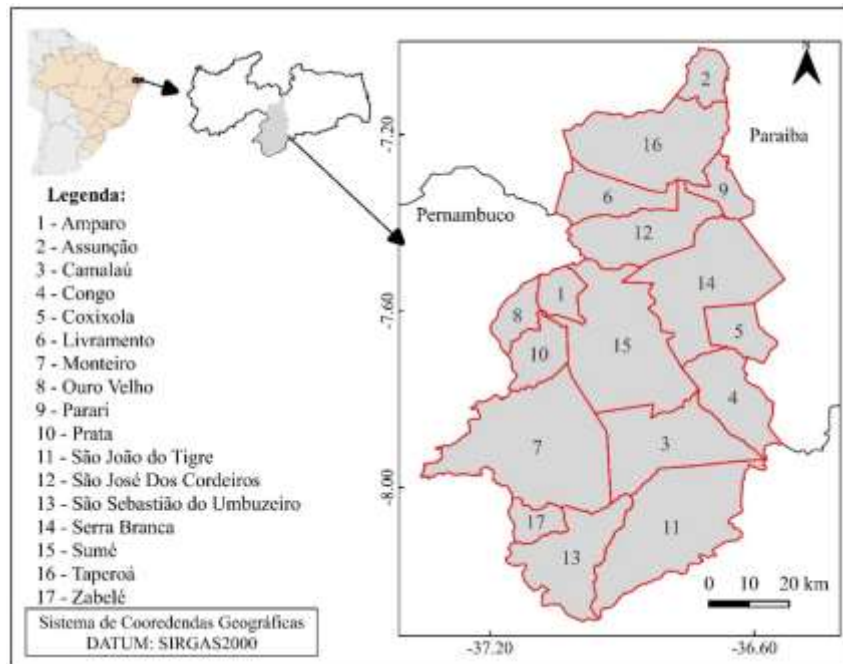 Legenda:
1 - Amparo
2 - Assunção
3 - Camalaú
4 - Congo
5 - Coxixola
6 - Livramento
7 - Monteiro
8 - Ouro Velho
9 - Parari
10 - Prata
11 - São João do Tigre
12 - São José Dos Cordeiros
13 - São Sebastião do Umbuzeiro
14 - Serra Branca
15 - Sumé
16 - Taperoá
17 - Zabelé
Sistema de Cooredendas Geográficas
DATUM: SIRGAS2000
N
Paraiba
Pernambuco
2
16
9
6
12
14
1
8
5
10
15
4
3
7
11
17
13
-7.20
-7.60
-8.00
0 10 20 km
-37.20
-36.60